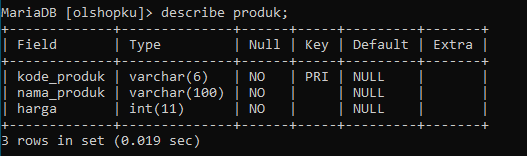 MariaDB [olshopku]> describe produk;
+-------------+--------------+------+-----+---------+-------+
| Field       | Type         | Null | Key | Default | Extra |
+-------------+--------------+------+-----+---------+-------+
| kode_produk | varchar(6)   | NO   | PRI | NULL    |       |
| nama_produk | varchar(100) | NO   |     | NULL    |       |
| harga       | int(11)      | NO   |     | NULL    |       |
+-------------+--------------+------+-----+---------+-------+
3 rows in set (0.019 sec)